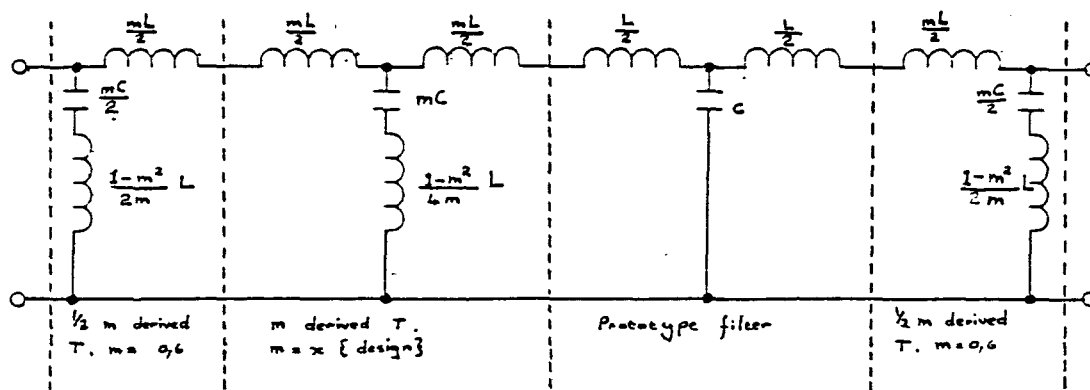 mL/2
mL/2
mL/2
L/2
L/2
mL/2
mC/2
mC
C
mC/2
1-m²/2m L
1-m²/4m L
1-m²/2m L
½ m derived
T. m= 0,6
m derived T.
m = x {design}
Prototype filter
½ m derived
T. m=0,6